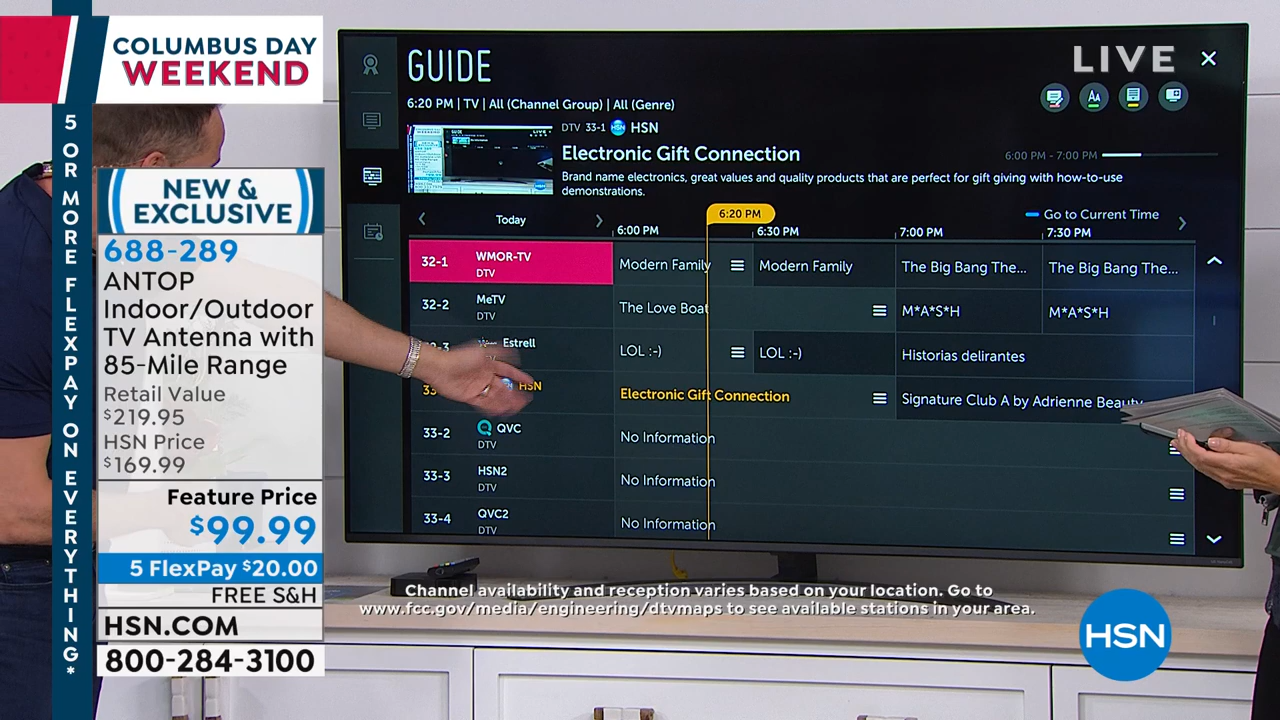 COLUMBUS DAY
WEEKEND
5 OR MORE FLEXPAY ON EVERYTHING*
NEW &
EXCLUSIVE
688-289
ANTOP
Indoor/Outdoor
TV Antenna with
85-Mile Range
Retail Value
$219.95
HSN Price
$169.99
Feature Price
$99.99
5 FlexPay $20.00
FREE S&H
HSN.COM
800-284-3100
GUIDE
LIVE
6:20 PM | TV | All (Channel Group) | All (Genre)
DTV 33-1 HSN HSN
Electronic Gift Connection
6:00 PM - 7:00 PM
Brand name electronics, great values and quality products that are perfect for gift giving with how-to-use
demonstrations.
Today
6:20 PM
Go to Current Time
6:00 PM 6:30 PM 7:00 PM 7:30 PM
32-1 WMOR-TV Modern Family Modern Family The Big Bang The... The Big Bang The...
DTV
32-2 MeTV The Love Boat M*A*S*H M*A*S*H
DTV
Estrell LOL :-) LOL :-) Historias delirantes
DTV
HSN Electronic Gift Connection Signature Club A by Adrienne Beauty
33-2 QVC No Information
DTV
33-3 HSN2 No Information
DTV
33-4 QVC2 No Information
DTV
Channel availability and reception varies based on your location. Go to
www.fcc.gov/media/engineering/dtvmaps to see available stations in your area.
HSN